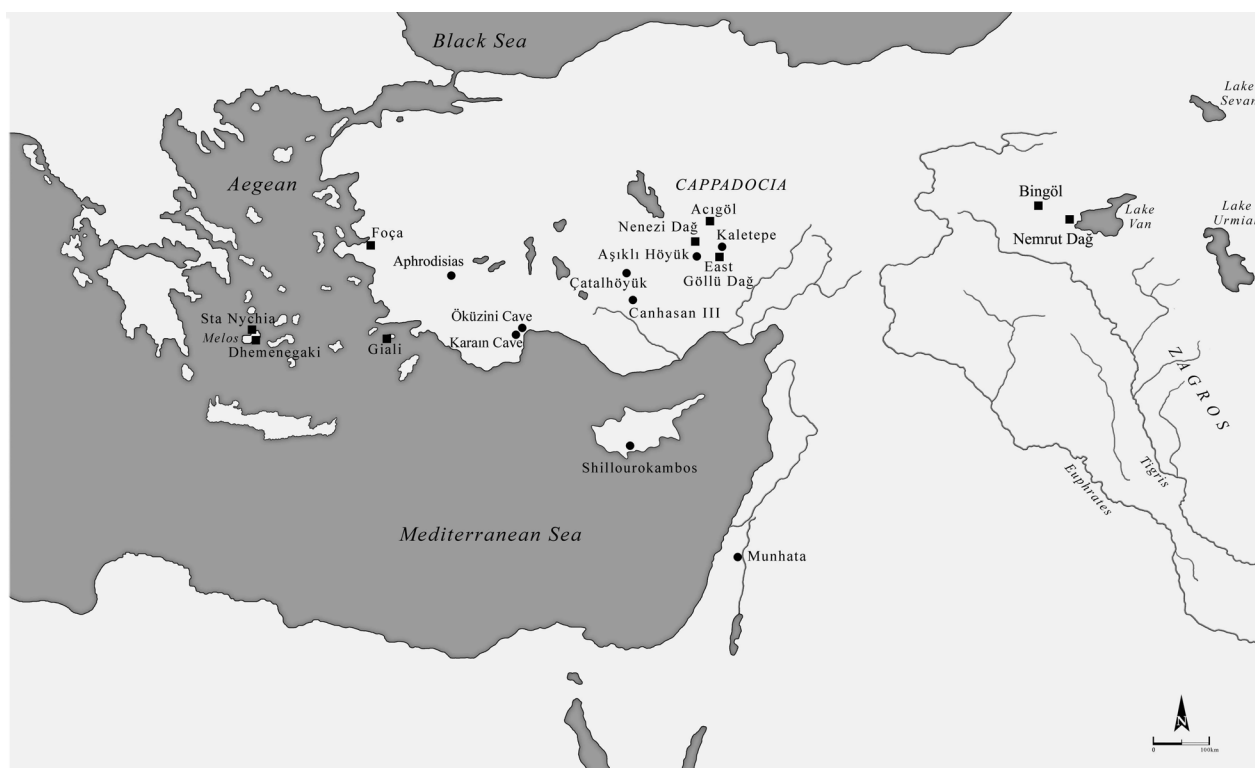 Black Sea
Lake
Sevan
Aegean
CAPPADOCIA
Acıgöl
Bingöl
Lake
Van
Lake
Urmia
Nenezi Dağ
Kaletepe
Foça
Nemrut Dağ
Aphrodisias
Aşıklı Höyük
East
Göllü Dağ
Çatalhöyük
Canhasan III
Öküzini Cave
Karaın Cave
Sta Nychia
Melos
Dhemenegaki
Giali
ZAGROS
Shillourokambos
Tigris
Euphrates
Mediterranean Sea
Munhata
N
0 100km